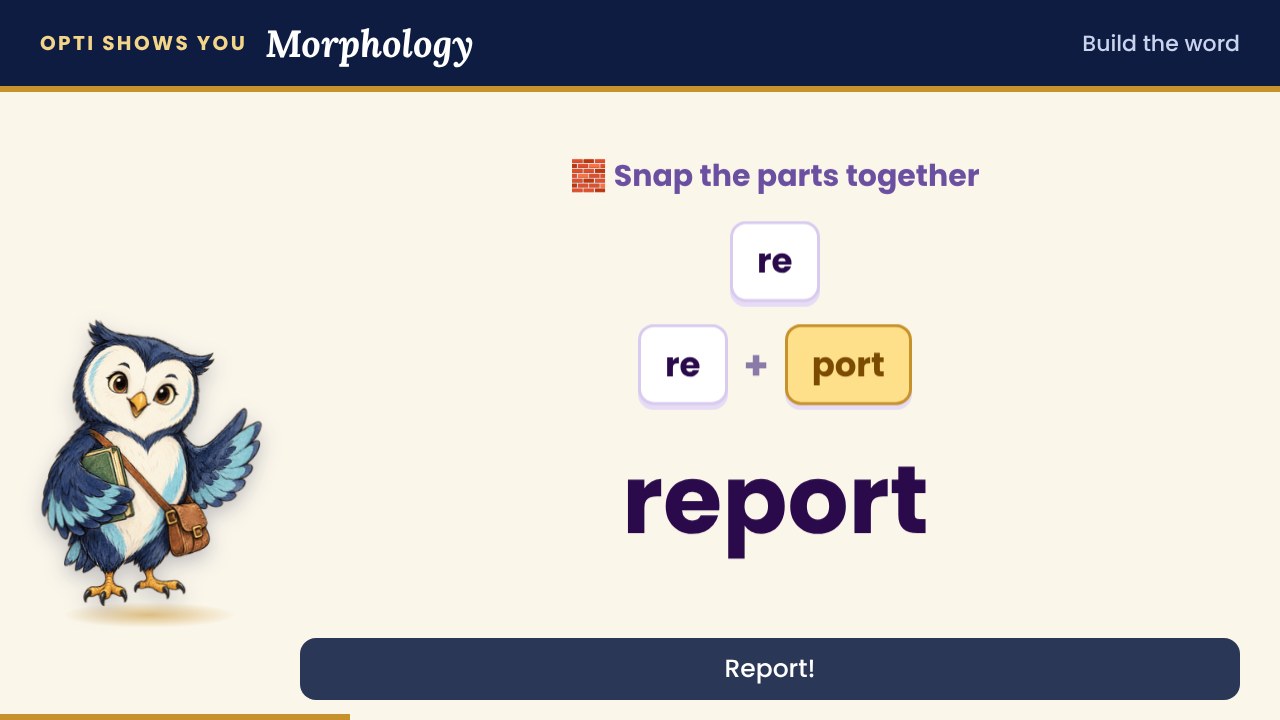 OPTI SHOWS YOU Morphology
Build the word
🧱 Snap the parts together
re
re + port
report
Report!